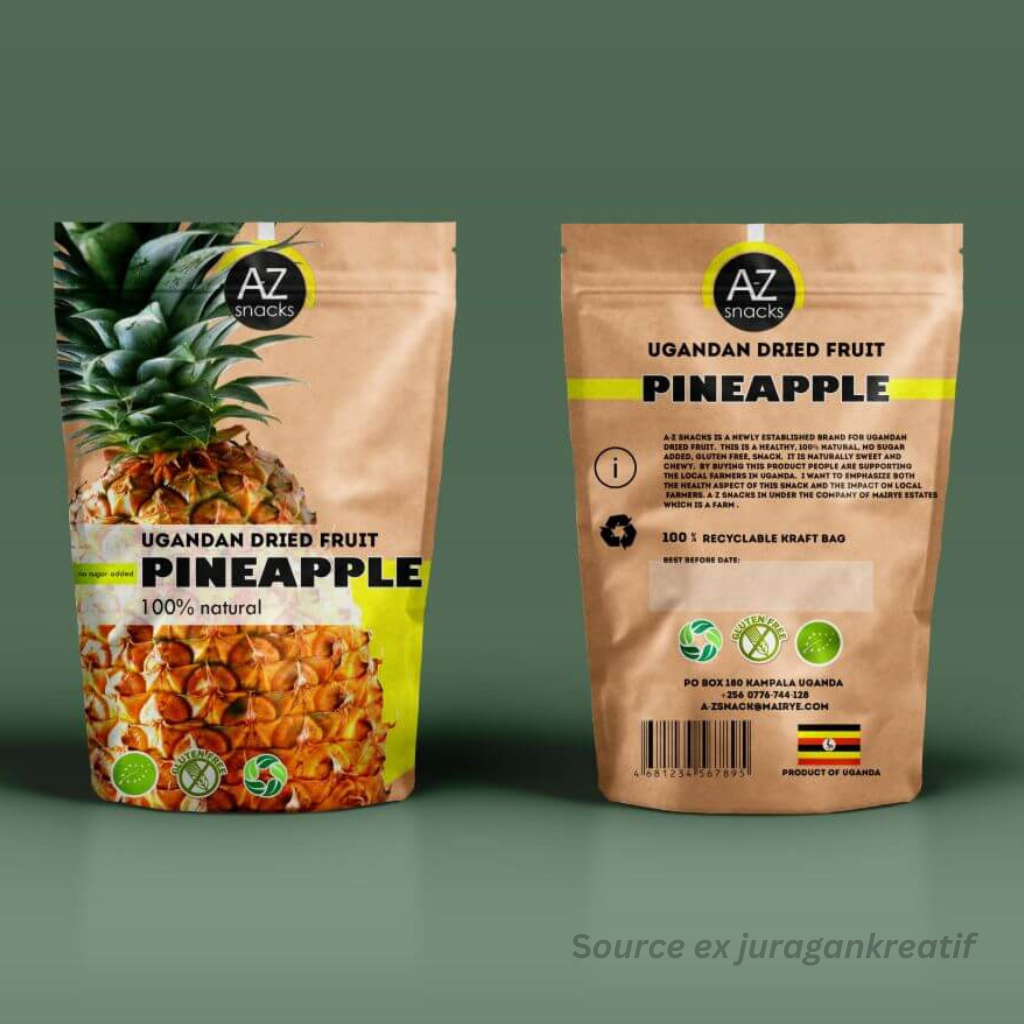 A-Z
snacks
UGANDAN DRIED FRUIT
no sugar added
PINEAPPLE
100% natural
GLUTEN FREE
A-Z
snacks
UGANDAN DRIED FRUIT
PINEAPPLE
A-Z SNACKS IS A NEWLY ESTABLISHED BRAND FOR UGANDAN
DRIED FRUIT. THIS IS A HEALTHY, 100% NATURAL, NO SUGAR
ADDED, GLUTEN FREE, SNACK. IT IS NATURALLY SWEET AND
CHEWY. BY BUYING THIS PRODUCT PEOPLE ARE SUPPORTING
THE LOCAL FARMERS IN UGANDA. I WANT TO EMPHASIZE BOTH
THE HEALTH ASPECT OF THIS SNACK AND THE IMPACT ON LOCAL
FARMERS. A-Z SNACKS IN UNDER THE COMPANY OF MAIRYE ESTATES
WHICH IS A FARM .
i
100 % RECYCLABLE KRAFT BAG
BEST BEFORE DATE:
GLUTEN FREE
PO BOX 180 KAMPALA UGANDA
+256 0776-744-128
A-ZSNACK@MAIRYE.COM
4 681234 567895
PRODUCT OF UGANDA
Source ex juragankreatif